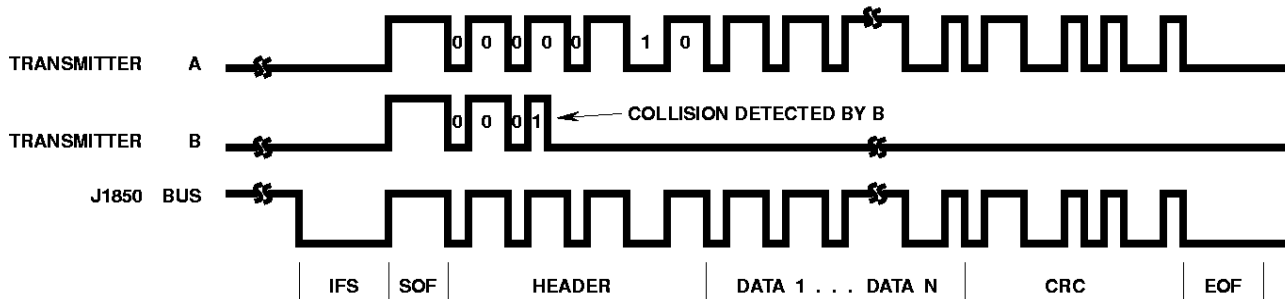 0 0 0 0 0 1 0
TRANSMITTER A
0 0 0 1 COLLISION DETECTED BY B
TRANSMITTER B
J1850 BUS
IFS SOF HEADER DATA 1 . . . DATA N CRC EOF